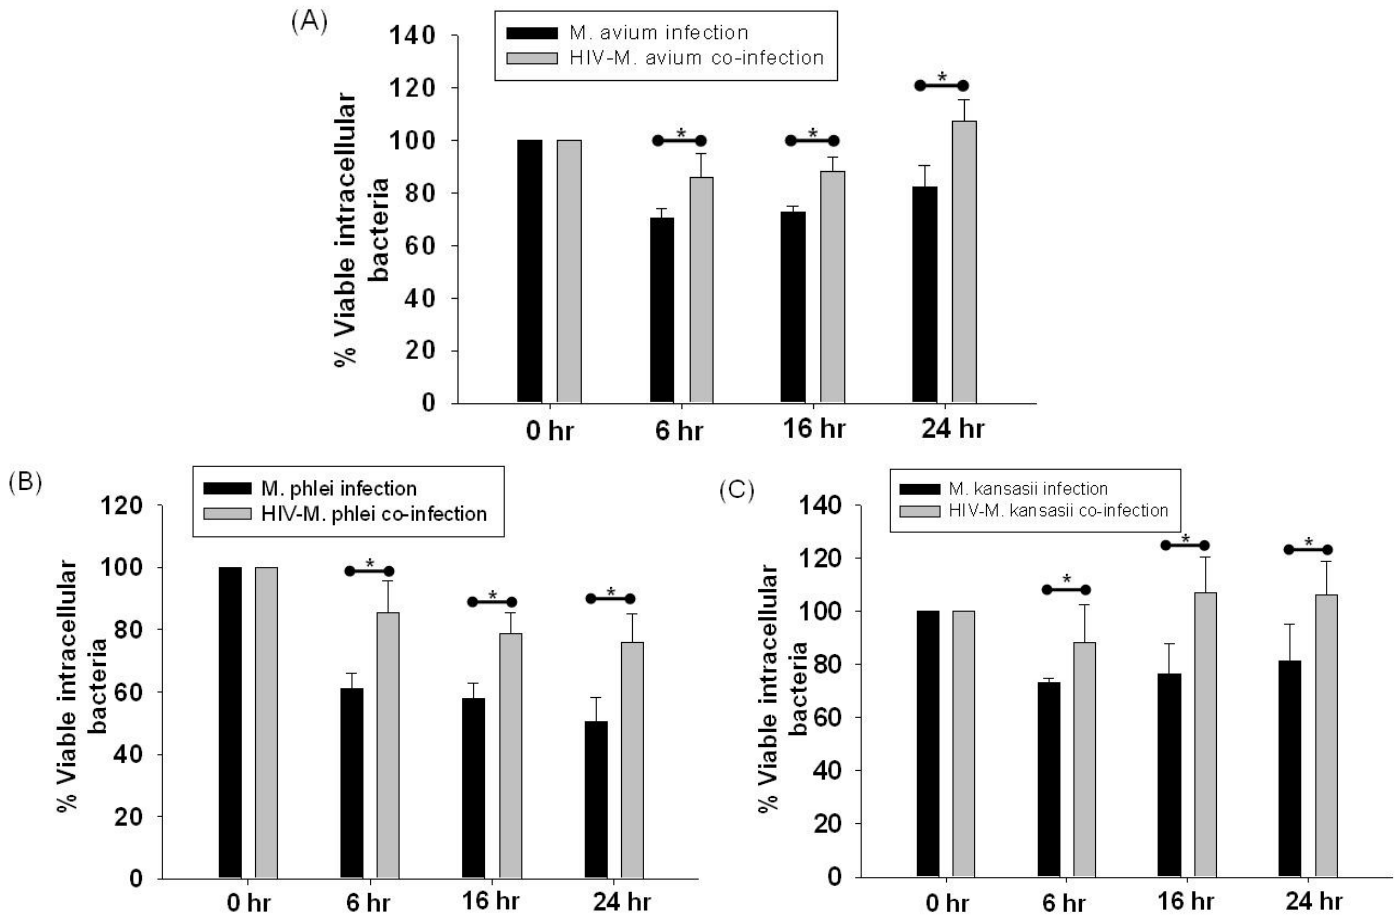 (A)
M. avium infection
HIV-M. avium co-infection
% Viable intracellular
bacteria
140
120
100
80
60
40
20
0
*
*
*
0 hr
6 hr
16 hr
24 hr
(B)
M. phlei infection
HIV-M. phlei co-infection
% Viable intracellular
bacteria
120
100
80
60
40
20
0
*
*
*
0 hr
6 hr
16 hr
24 hr
(C)
M. kansasii infection
HIV-M. kansasii co-infection
% Viable intracellular
bacteria
140
120
100
80
60
40
20
0
*
*
*
0 hr
6 hr
16 hr
24 hr